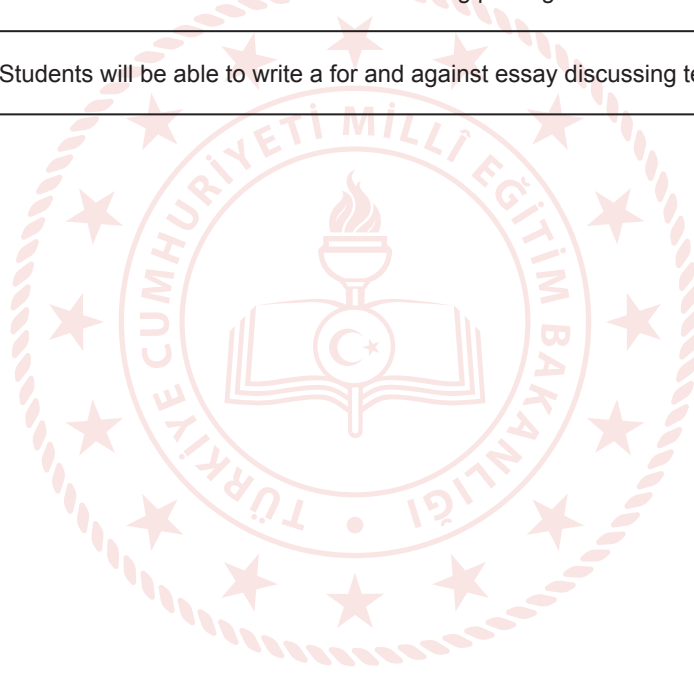 Students will be able to write a for and against essay discussing
TÜRKİYE CUMHURİYETİ MİLLÎ EĞİTİM BAKANLIĞI